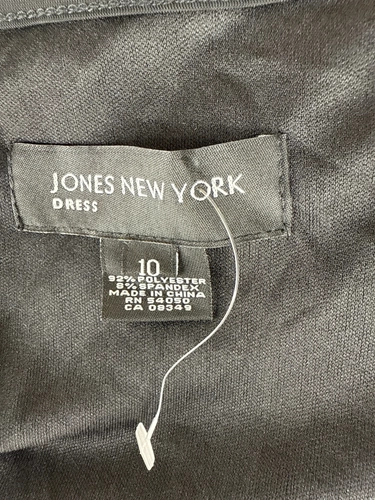 JONES NEW YORK
DRESS
10
92% POLYESTER
8% SPANDEX
MADE IN CHINA
RN 54050
CA 08349